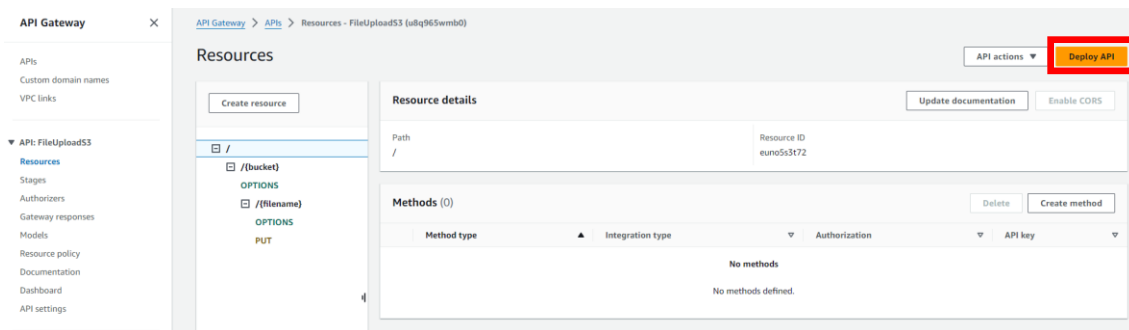 API Gateway
API Gateway > APIs > Resources - FileUploadS3 (u8q965wmb0)
APIs
Custom domain names
VPC links
API: FileUploadS3
Resources
Stages
Authorizers
Gateway responses
Models
Resource policy
Documentation
Dashboard
API settings
Resources
API actions
Deploy API
Create resource
/
/{bucket}
OPTIONS
/{filename}
OPTIONS
PUT
Resource details
Update documentation
Enable CORS
Path
/
Resource ID
euno5s3t72
Methods (0)
Delete
Create method
Method type
Integration type
Authorization
API key
No methods
No methods defined.